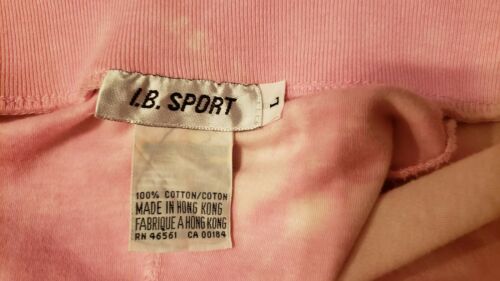 I.B. SPORT
L
100% COTTON/COTON
MADE IN HONG KONG
FABRIQUE A HONG KONG
RN 46561 CA 00184